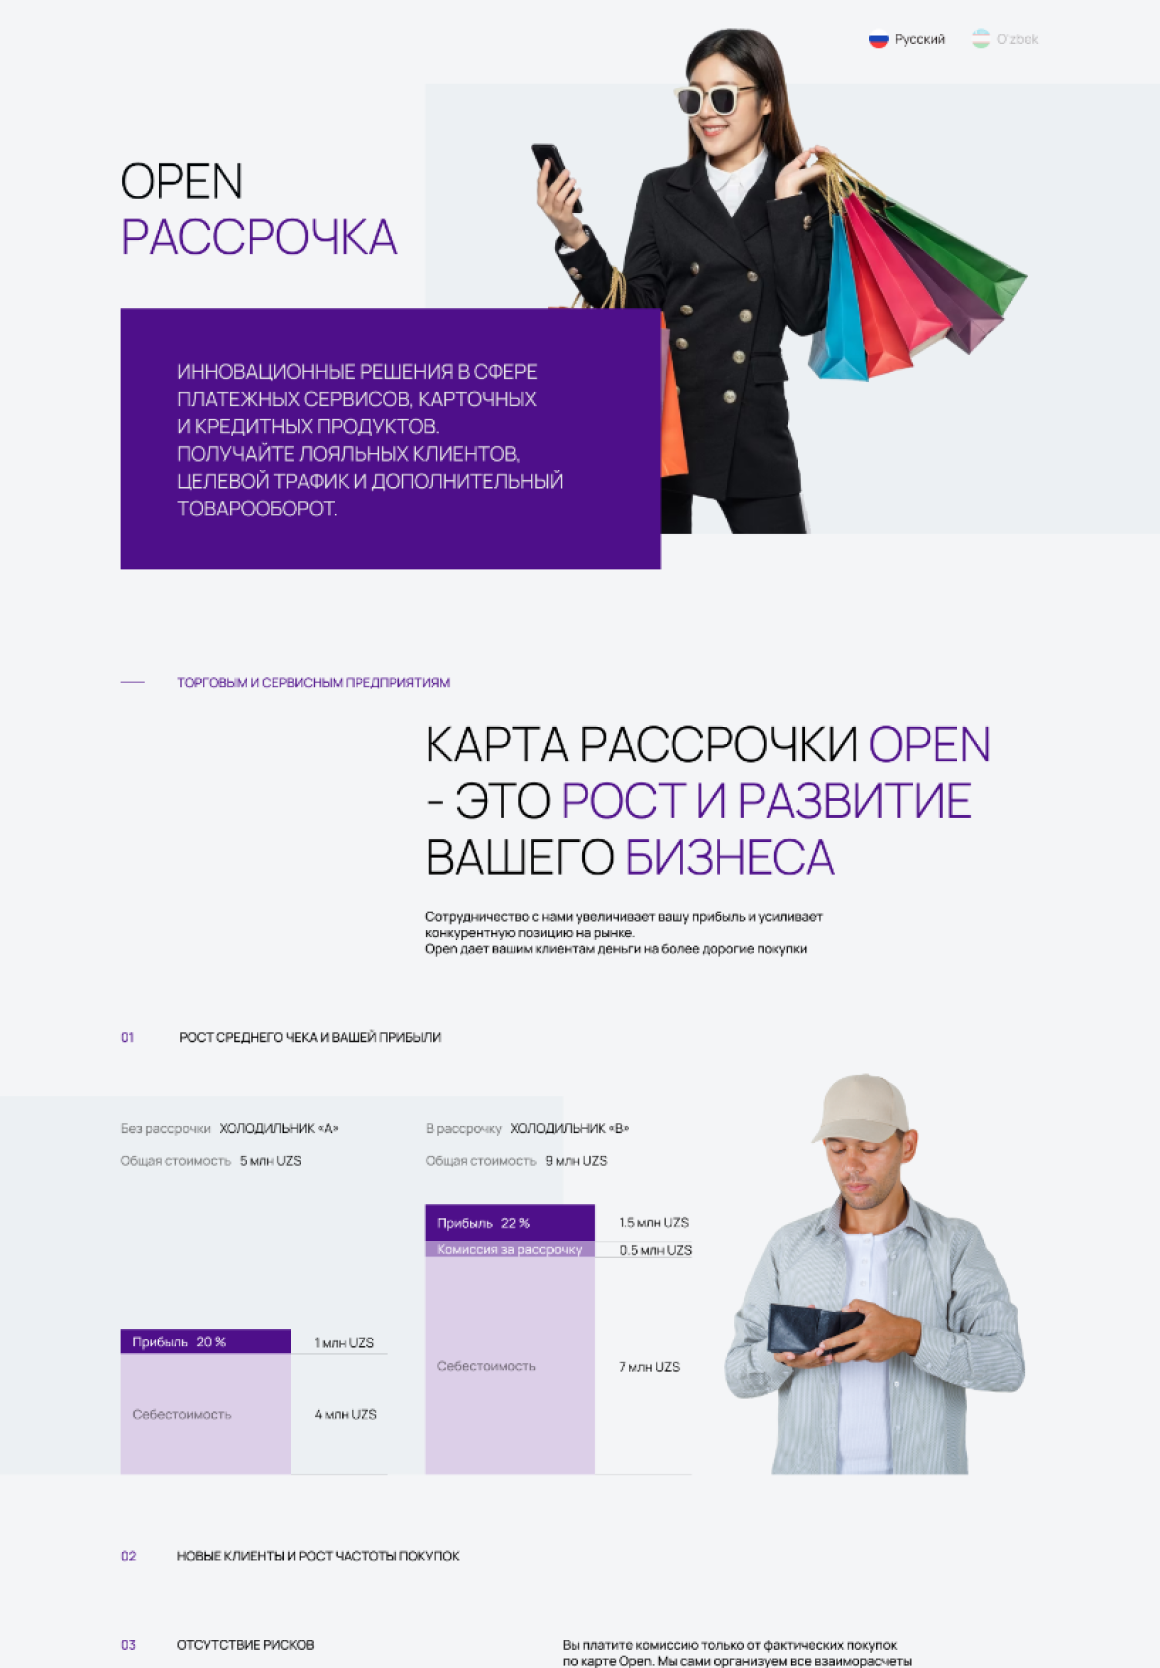 Русский
O'zbek
OPEN
РАССРОЧКА
ИННОВАЦИОННЫЕ РЕШЕНИЯ В СФЕРЕ
ПЛАТЕЖНЫХ СЕРВИСОВ, КАРТОЧНЫХ
И КРЕДИТНЫХ ПРОДУКТОВ.
ПОЛУЧАЙТЕ ЛОЯЛЬНЫХ КЛИЕНТОВ,
ЦЕЛЕВОЙ ТРАФИК И ДОПОЛНИТЕЛЬНЫЙ
ТОВАРООБОРОТ.
ТОРГОВЫМ И СЕРВИСНЫМ ПРЕДПРИЯТИЯМ
КАРТА РАССРОЧКИ OPEN
- ЭТО РОСТ И РАЗВИТИЕ
ВАШЕГО БИЗНЕСА
Сотрудничество с нами увеличивает вашу прибыль и усиливает
конкурентную позицию на рынке.
Open дает вашим клиентам деньги на более дорогие покупки
01 РОСТ СРЕДНЕГО ЧЕКА И ВАШЕЙ ПРИБЫЛИ
Без рассрочки ХОЛОДИЛЬНИК «А»
Общая стоимость 5 млн UZS
Прибыль 20 % 1 млн UZS
Себестоимость 4 млн UZS
В рассрочку ХОЛОДИЛЬНИК «В»
Общая стоимость 9 млн UZS
Прибыль 22 % 1.5 млн UZS
Комиссия за рассрочку 0.5 млн UZS
Себестоимость 7 млн UZS
02 НОВЫЕ КЛИЕНТЫ И РОСТ ЧАСТОТЫ ПОКУПОК
03 ОТСУТСТВИЕ РИСКОВ
Вы платите комиссию только от фактических покупок
по карте Open. Мы сами организуем все взаиморасчеты